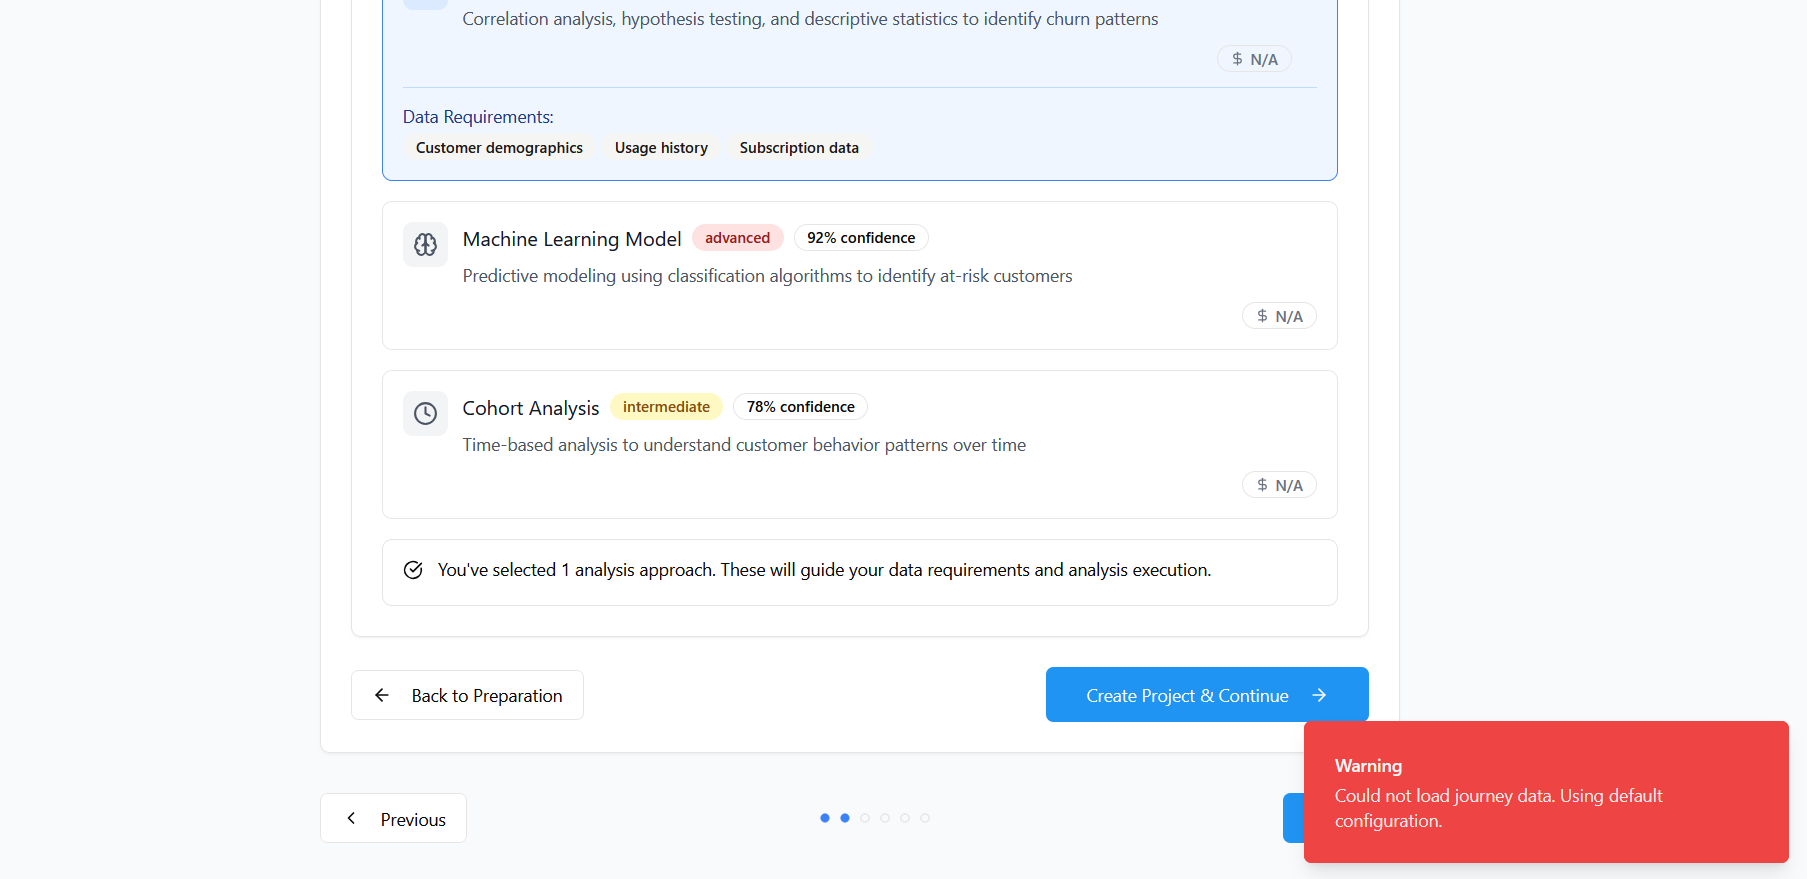 Correlation analysis, hypothesis testing, and descriptive statistics to identify churn patterns
$ N/A
Data Requirements:
Customer demographics Usage history Subscription data
Machine Learning Model advanced 92% confidence
Predictive modeling using classification algorithms to identify at-risk customers
$ N/A
Cohort Analysis intermediate 78% confidence
Time-based analysis to understand customer behavior patterns over time
$ N/A
You've selected 1 analysis approach. These will guide your data requirements and analysis execution.
Back to Preparation
Create Project & Continue
Previous
Warning
Could not load journey data. Using default
configuration.